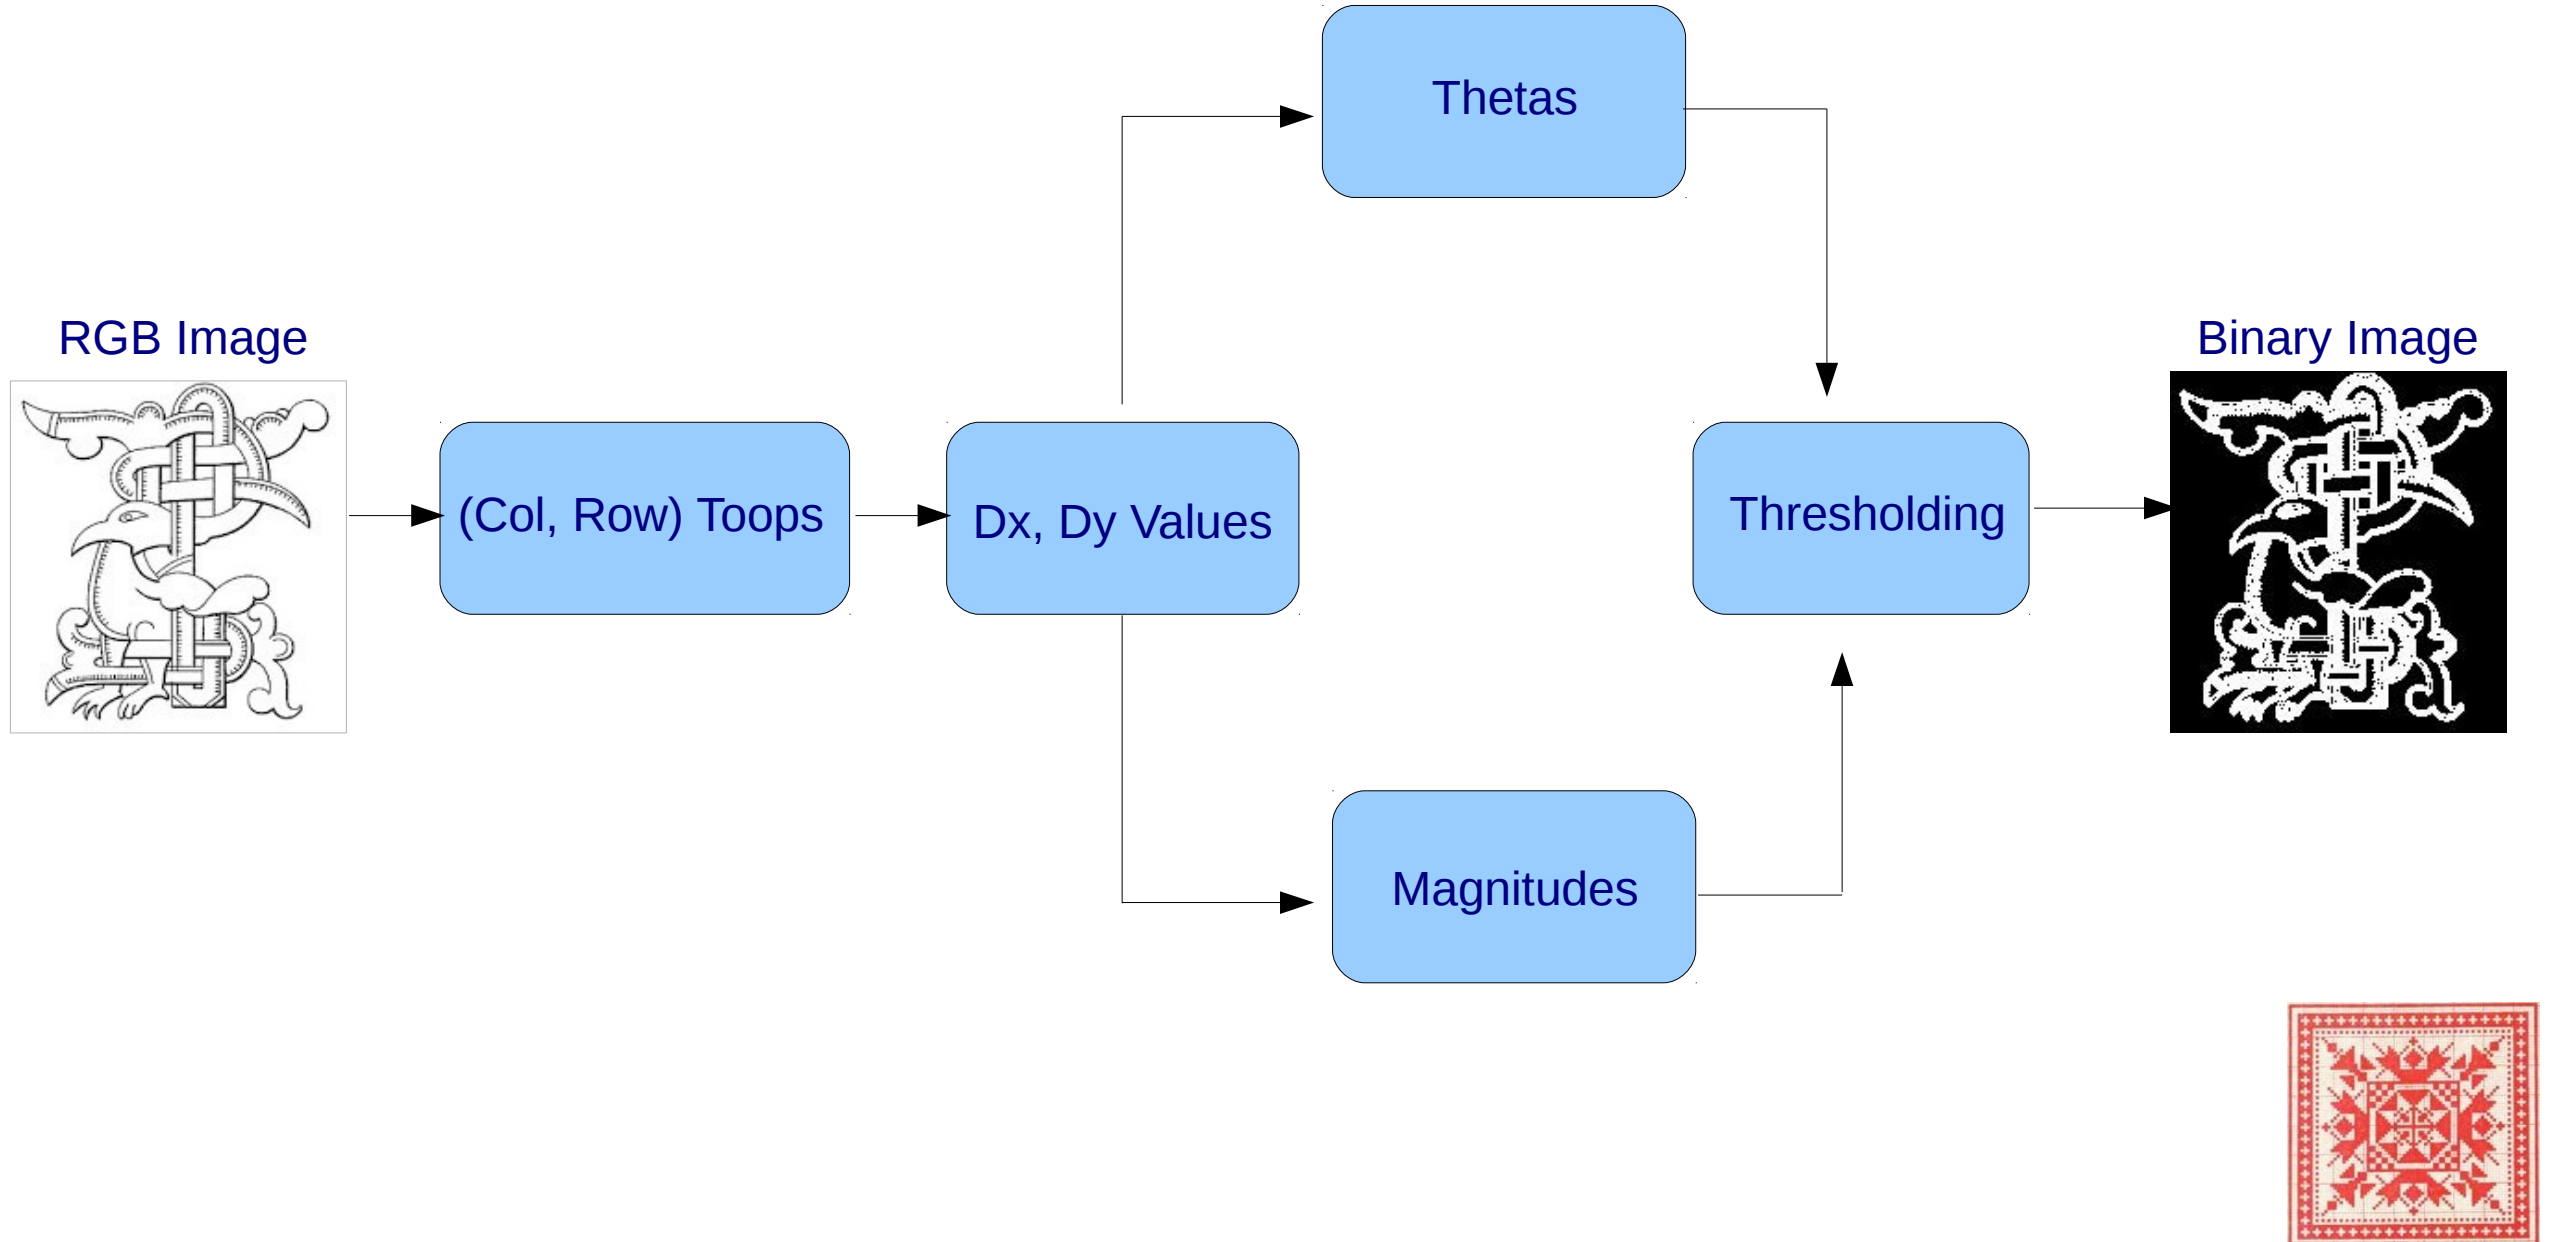 Thetas
RGB Image
Binary Image
(Col, Row) Toops
Dx, Dy Values
Thresholding
Magnitudes